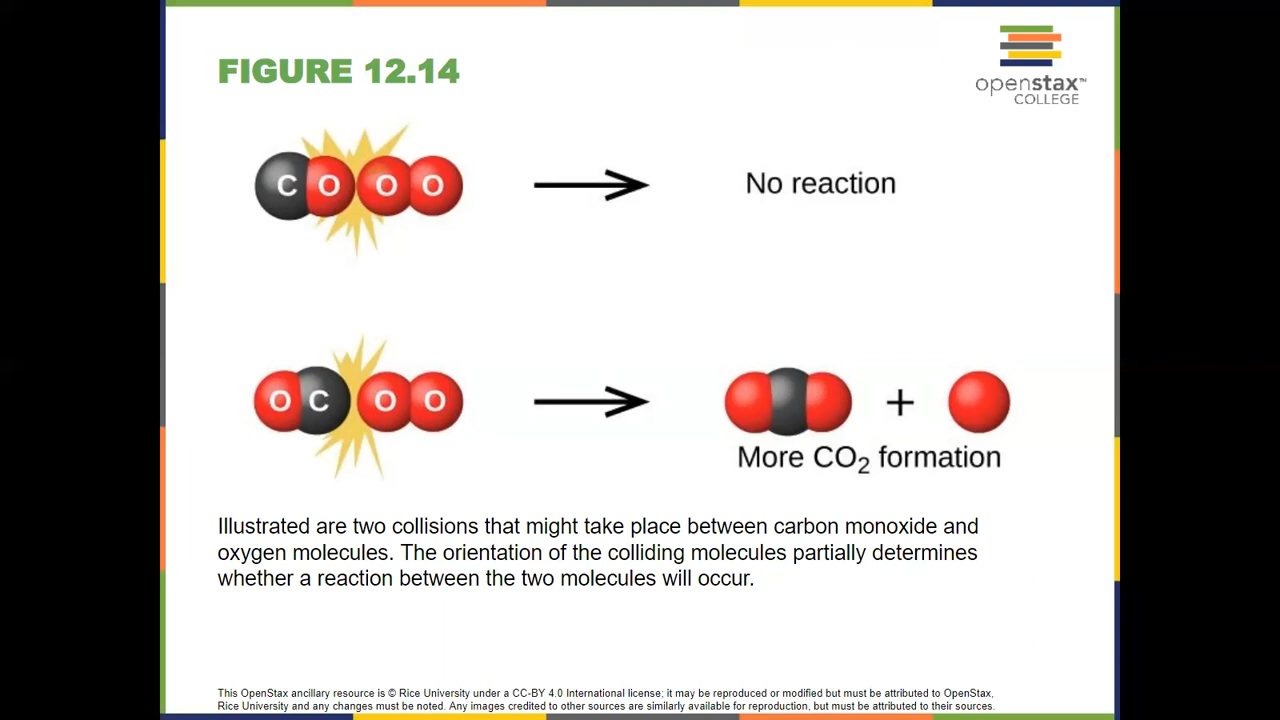 FIGURE 12.14
openstax™
COLLEGE
C O O O
No reaction
O C O O
+
More CO₂ formation
Illustrated are two collisions that might take place between carbon monoxide and
oxygen molecules. The orientation of the colliding molecules partially determines
whether a reaction between the two molecules will occur.
This OpenStax ancillary resource is © Rice University under a CC-BY 4.0 International license; it may be reproduced or modified but must be attributed to OpenStax,
Rice University and any changes must be noted. Any images credited to other sources are similarly available for reproduction, but must be attributed to their sources.